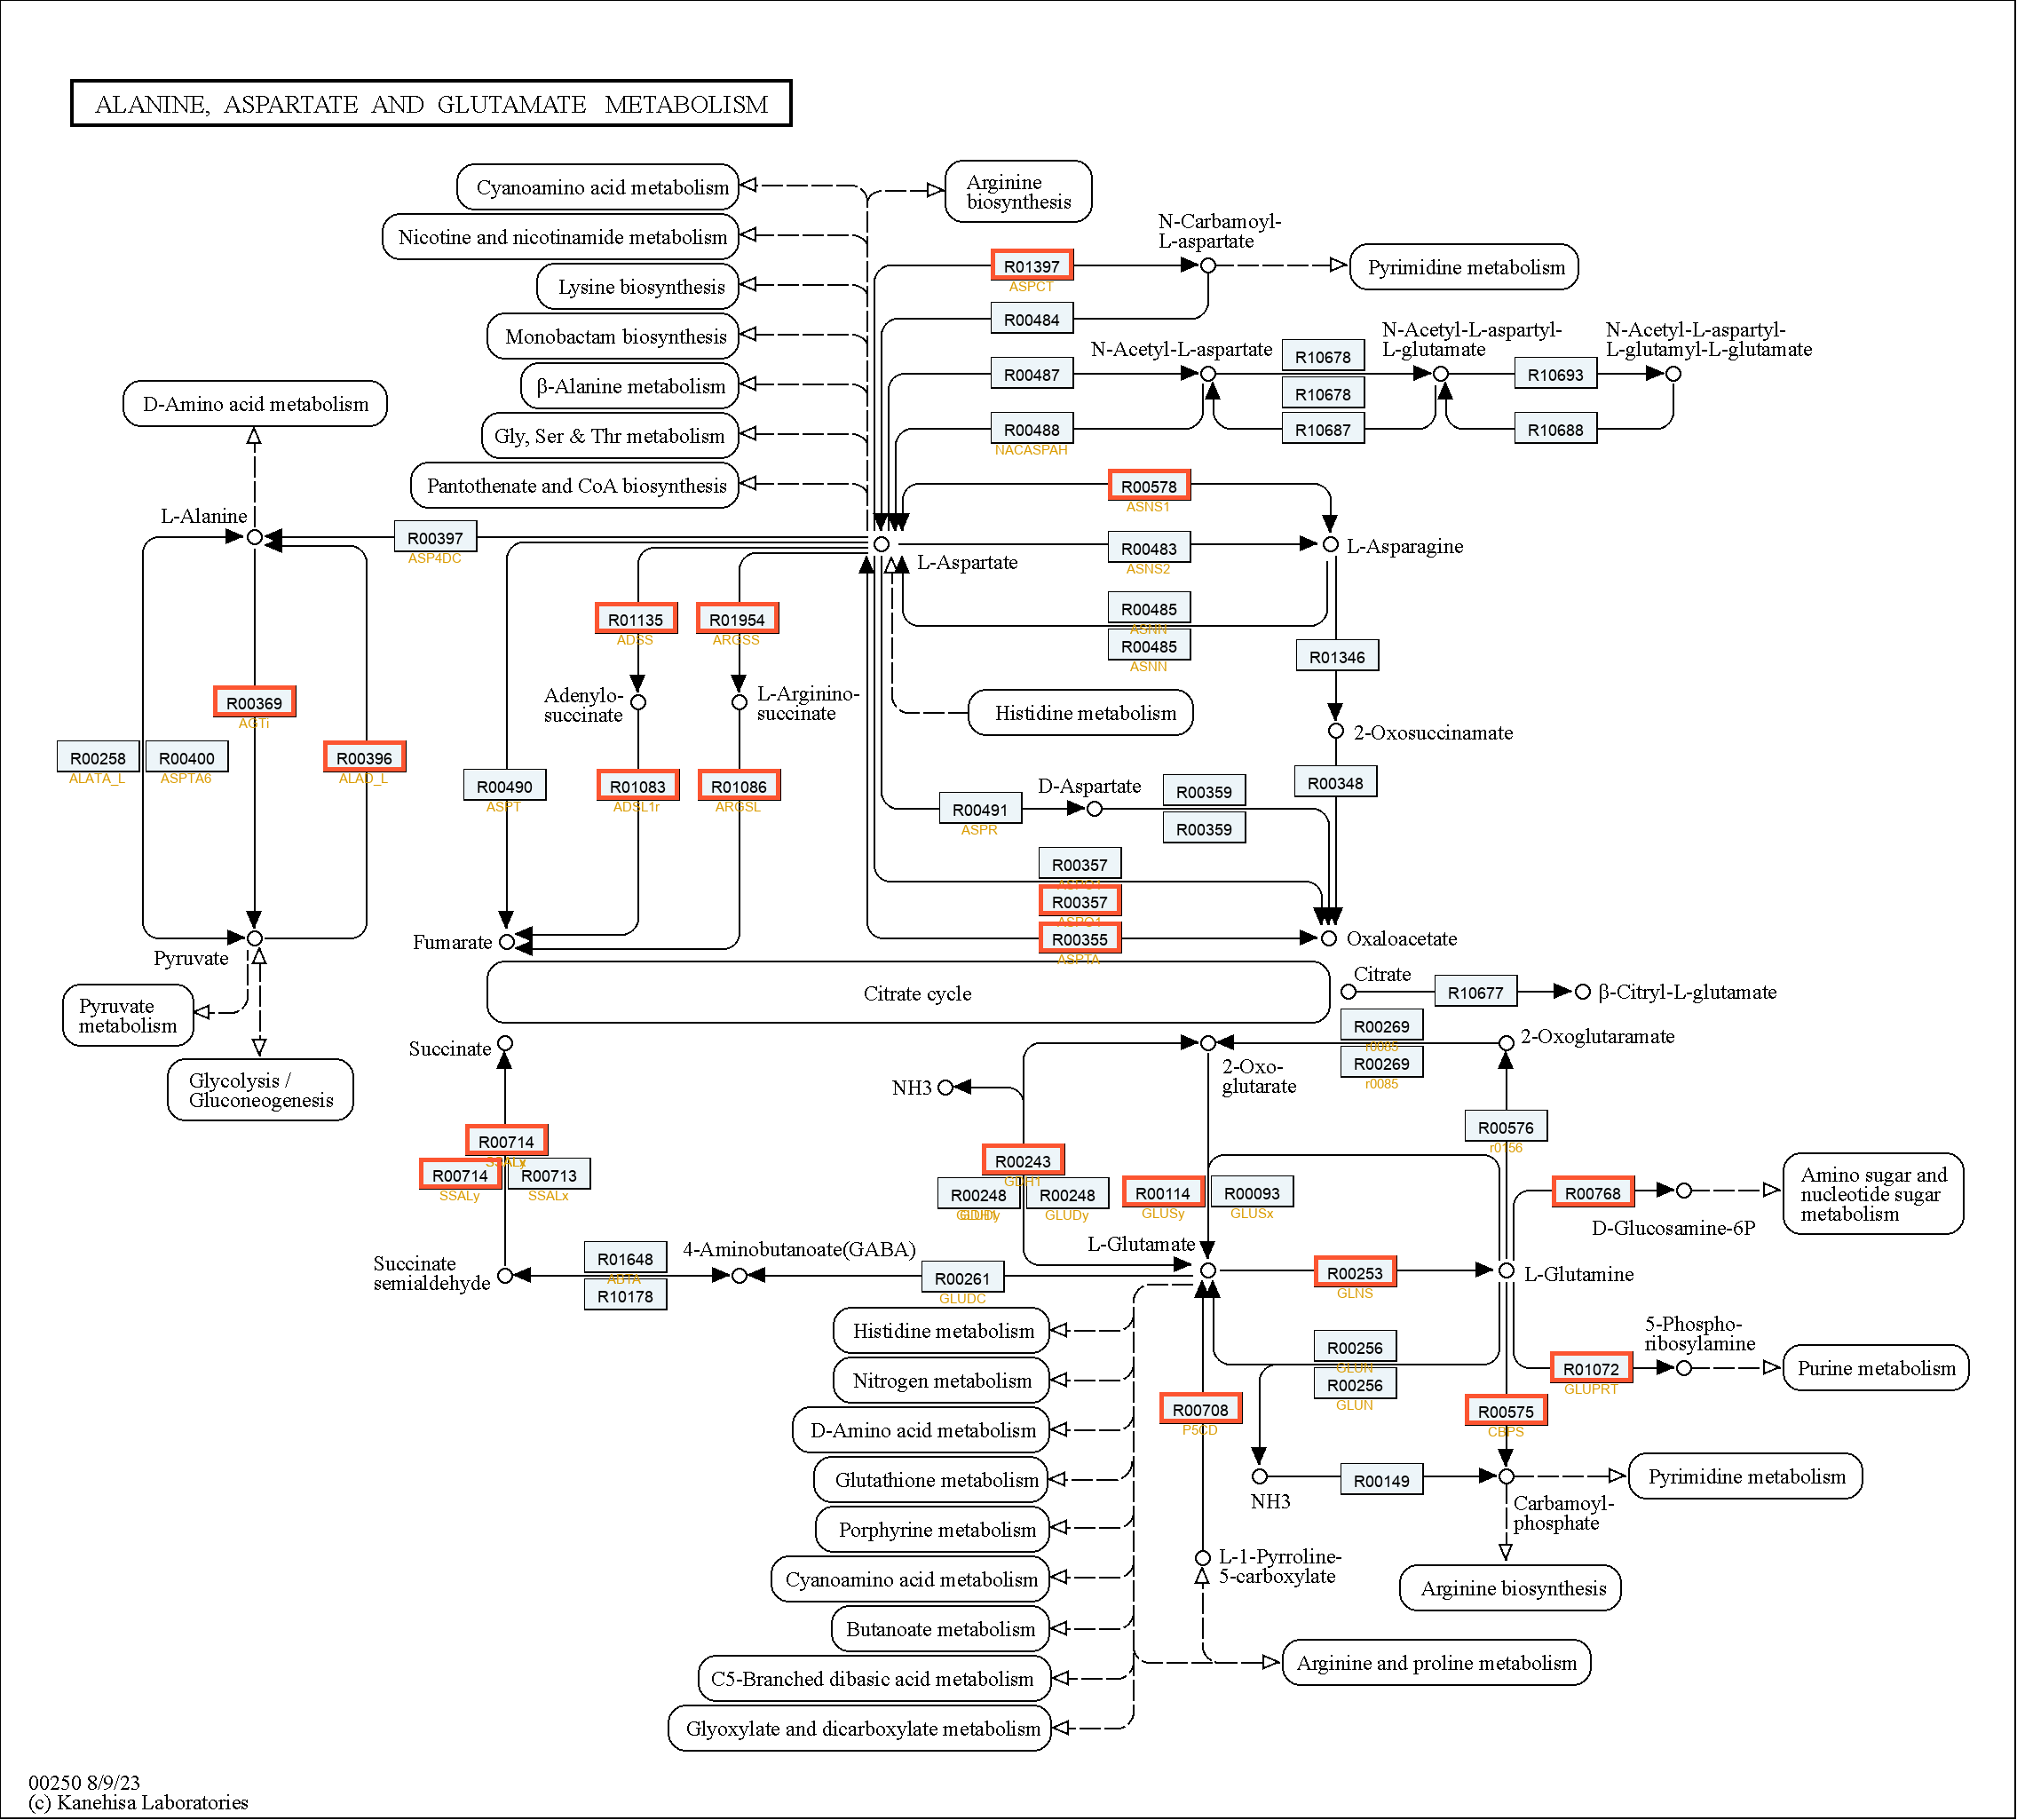 ALANINE, ASPARTATE AND GLUTAMATE METABOLISM
Cyanoamino acid metabolism
Arginine
biosynthesis
Nicotine and nicotinamide metabolism
N-Carbamoyl-
L-aspartate
Lysine biosynthesis
R01397
ASPCT
Pyrimidine metabolism
Monobactam biosynthesis
R00484
N-Acetyl-L-aspartate
R10678
N-Acetyl-L-aspartyl-
L-glutamate
N-Acetyl-L-aspartyl-
L-glutamyl-L-glutamate
β-Alanine metabolism
R00487
R10678
R10693
D-Amino acid metabolism
Gly, Ser & Thr metabolism
R00488
NACASPAH
R10687
R10688
Pantothenate and CoA biosynthesis
R00578
ASNS1
L-Alanine
R00397
ASP4DC
L-Aspartate
R00483
ASNS2
L-Asparagine
R01135
ADSS
R01954
ARGSS
R00485
ASNN
R00485
ASNN
R01346
R00369
AGTi
Adenylo-
succinate
L-Arginino-
succinate
Histidine metabolism
2-Oxosuccinamate
R00258
ALATA_L
R00400
ASPTA6
R00396
ALAD_L
R00490
ASPT
R01083
ADSL1r
R01086
ARGSL
D-Aspartate
R00491
ASPR
R00359
R00359
R00348
R00357
R00357
ASPO1
R00355
ASPTA
Pyruvate
Fumarate
Oxaloacetate
Pyruvate
metabolism
Citrate cycle
Citrate
R10677
β-Citryl-L-glutamate
Glycolysis /
Gluconeogenesis
Succinate
NH3
2-Oxo-
glutarate
R00269
r0085
R00269
r0085
2-Oxoglutaramate
R00714
R00714
SSALy
R00713
SSALx
R00243
GDH1
R00248
R00248
GLUDy
R00114
GLUSy
R00093
GLUSx
R00576
r0156
R00768
D-Glucosamine-6P
Amino sugar and
nucleotide sugar
metabolism
Succinate
semialdehyde
R01648
ABTA
R10178
4-Aminobutanoate(GABA)
R00261
GLUDC
L-Glutamate
R00253
GLNS
L-Glutamine
Histidine metabolism
Nitrogen metabolism
D-Amino acid metabolism
Glutathione metabolism
Porphyrine metabolism
Cyanoamino acid metabolism
Butanoate metabolism
C5-Branched dibasic acid metabolism
Glyoxylate and dicarboxylate metabolism
R00256
GLUN
R00256
GLUN
R00708
P5CD
5-Phospho-
ribosylamine
R01072
GLUPRT
Purine metabolism
R00575
CBPS
NH3
R00149
Carbamoyl-
phosphate
Pyrimidine metabolism
L-1-Pyrroline-
5-carboxylate
Arginine biosynthesis
Arginine and proline metabolism
00250 8/9/23
(c) Kanehisa Laboratories